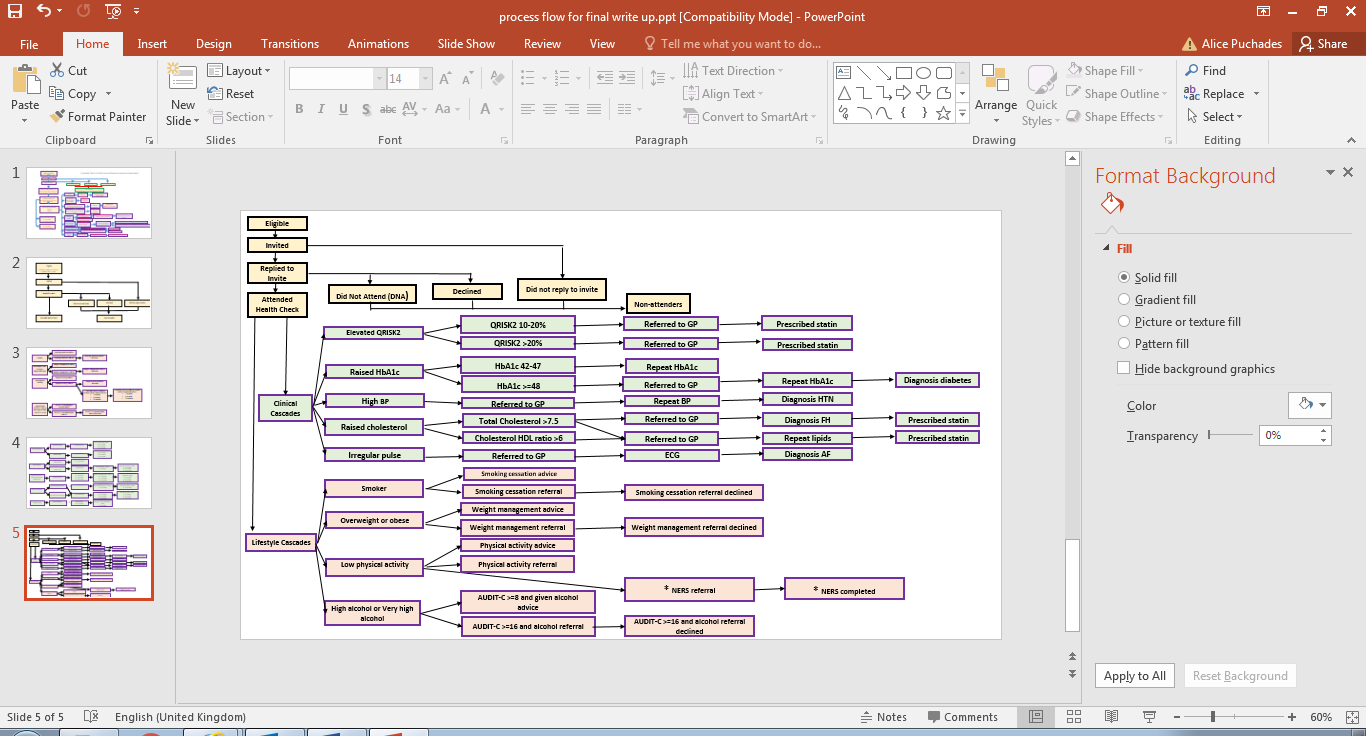 process flow for final write up.ppt [Compatibility Mode] - PowerPoint
File Home Insert Design Transitions Animations Slide Show Review View Tell me what you want to do... Alice Puchades Share
Paste
Cut
Copy
Format Painter
Clipboard
New
Slide
Layout
Reset
Section
Slides
14
B I U S abc AV Aa A
Font
Text Direction
Align Text
Convert to SmartArt
Paragraph
Arrange
Quick
Styles
Shape Fill
Shape Outline
Shape Effects
Drawing
Find
Replace
Select
Editing
1
2
3
4
5
Eligible
Invited
Replied to
Invite
Attended
Health Check
Did Not Attend (DNA)
Declined
Did not reply to invite
Non-attenders
Clinical
Cascades
Elevated QRISK2
QRISK2 10-20%
Referred to GP
Prescribed statin
QRISK2 >20%
Referred to GP
Prescribed statin
Raised HbA1c
HbA1c 42-47
Repeat HbA1c
HbA1c >=48
Referred to GP
Repeat HbA1c
Diagnosis diabetes
High BP
Referred to GP
Repeat BP
Diagnosis HTN
Raised cholesterol
Total Cholesterol >7.5
Referred to GP
Diagnosis FH
Prescribed statin
Cholesterol HDL ratio >6
Referred to GP
Repeat lipids
Prescribed statin
Irregular pulse
Referred to GP
ECG
Diagnosis AF
Lifestyle Cascades
Smoker
Smoking cessation advice
Smoking cessation referral
Smoking cessation referral declined
Overweight or obese
Weight management advice
Weight management referral
Weight management referral declined
Low physical activity
Physical activity advice
Physical activity referral
* NERS referral
* NERS completed
High alcohol or Very high
alcohol
AUDIT-C >=8 and given alcohol
advice
AUDIT-C >=16 and alcohol referral
AUDIT-C >=16 and alcohol referral
declined
Format Background
Fill
Solid fill
Gradient fill
Picture or texture fill
Pattern fill
Hide background graphics
Color
Transparency 0%
Apply to All Reset Background
Slide 5 of 5 English (United Kingdom) Notes Comments 60%